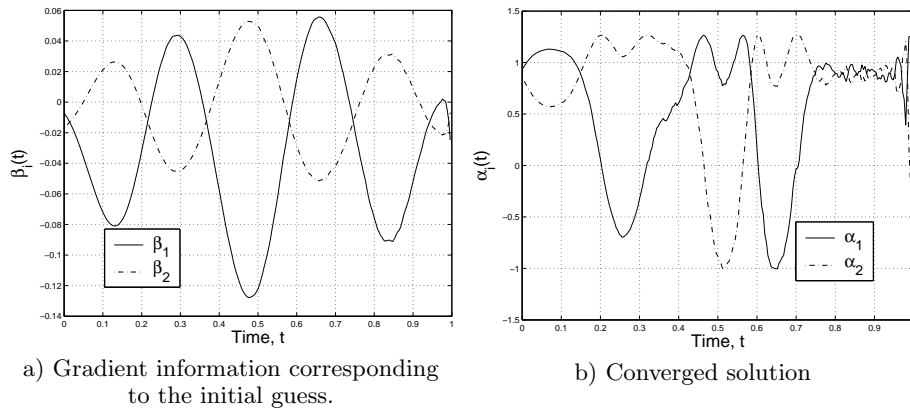 0.06
0.04
0.02
0
-0.02
-0.04
-0.06
-0.08
-0.1
-0.12
-0.14
β_i(t)
β_1
β_2
0 0.1 0.2 0.3 0.4 0.5 0.6 0.7 0.8 0.9 1
Time, t
a) Gradient information corresponding
to the initial guess.
1.5
1
0.5
0
-0.5
-1
-1.5
α_i(t)
α_1
α_2
0 0.1 0.2 0.3 0.4 0.5 0.6 0.7 0.8 0.9
Time, t
b) Converged solution